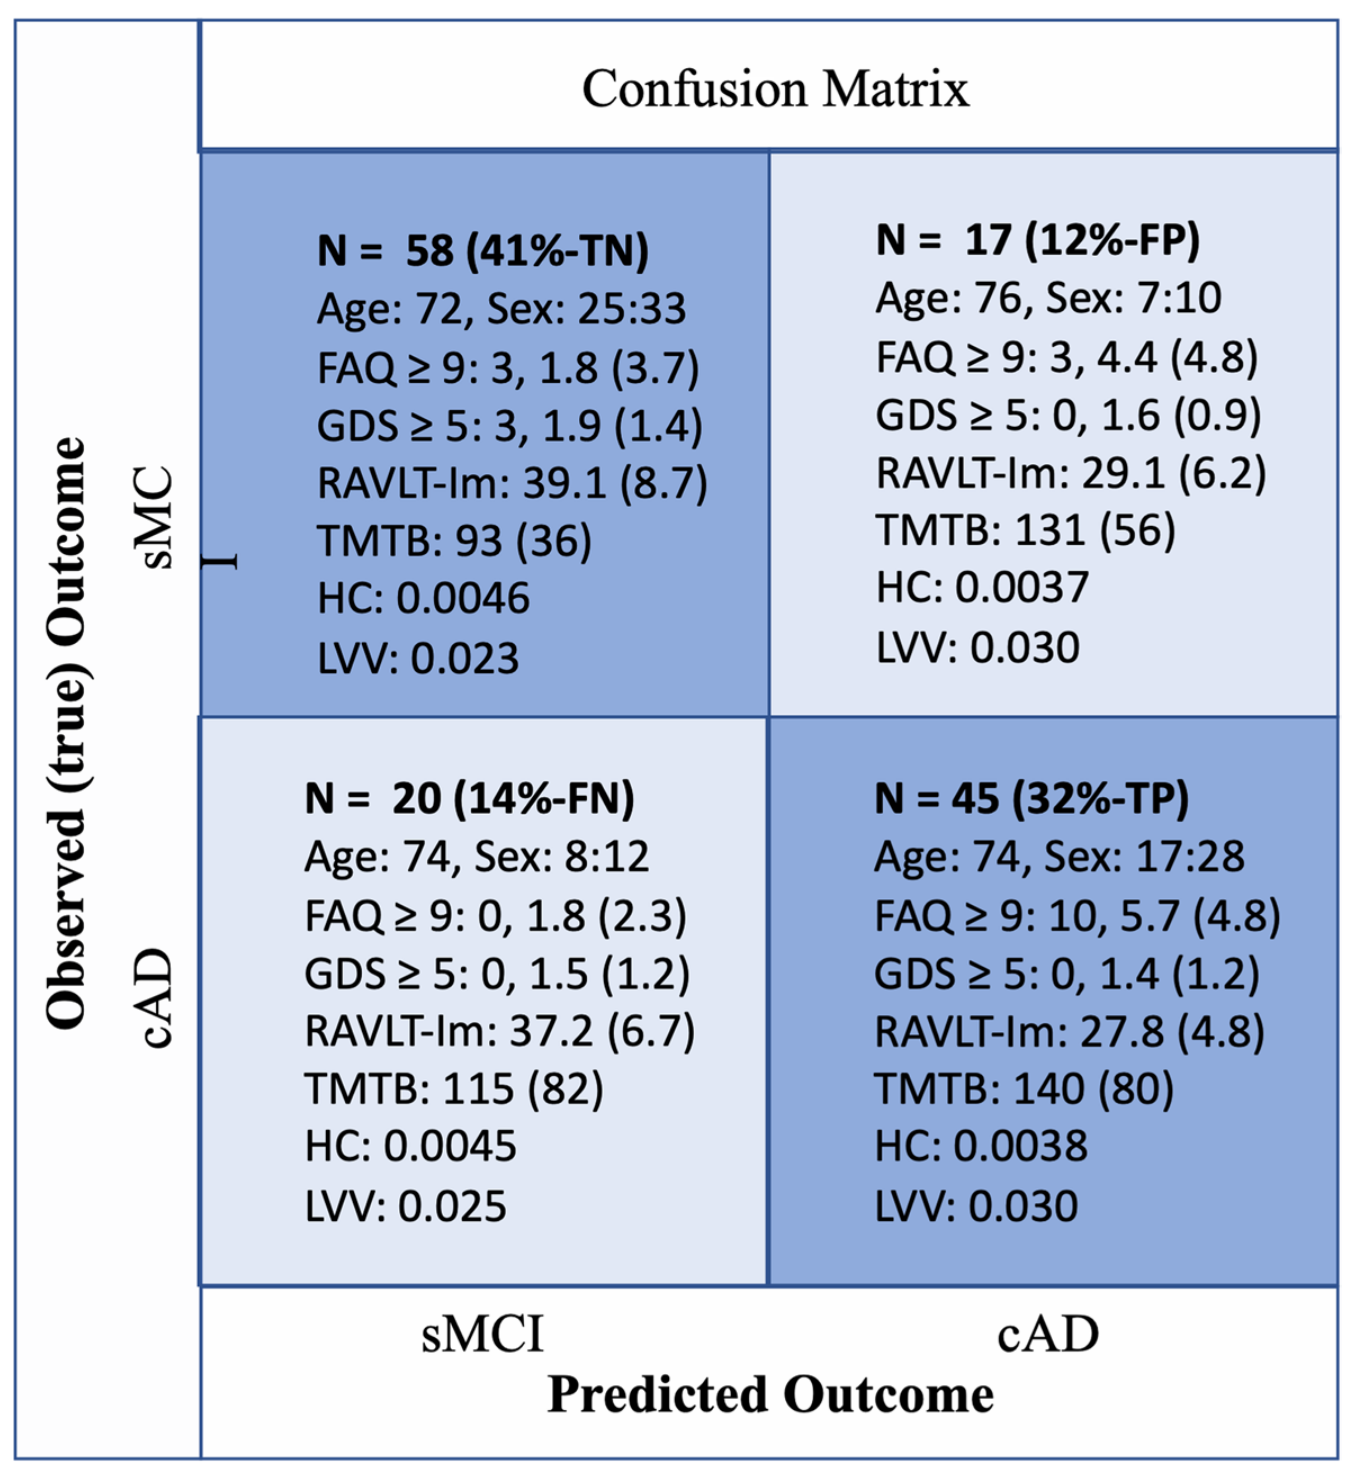 Confusion Matrix
Observed (true) Outcome
sMC
I
N = 58 (41%-TN)
Age: 72, Sex: 25:33
FAQ ≥ 9: 3, 1.8 (3.7)
GDS ≥ 5: 3, 1.9 (1.4)
RAVLT-Im: 39.1 (8.7)
TMTB: 93 (36)
HC: 0.0046
LVV: 0.023
N = 17 (12%-FP)
Age: 76, Sex: 7:10
FAQ ≥ 9: 3, 4.4 (4.8)
GDS ≥ 5: 0, 1.6 (0.9)
RAVLT-Im: 29.1 (6.2)
TMTB: 131 (56)
HC: 0.0037
LVV: 0.030
cAD
N = 20 (14%-FN)
Age: 74, Sex: 8:12
FAQ ≥ 9: 0, 1.8 (2.3)
GDS ≥ 5: 0, 1.5 (1.2)
RAVLT-Im: 37.2 (6.7)
TMTB: 115 (82)
HC: 0.0045
LVV: 0.025
N = 45 (32%-TP)
Age: 74, Sex: 17:28
FAQ ≥ 9: 10, 5.7 (4.8)
GDS ≥ 5: 0, 1.4 (1.2)
RAVLT-Im: 27.8 (4.8)
TMTB: 140 (80)
HC: 0.0038
LVV: 0.030
sMCI
cAD
Predicted Outcome